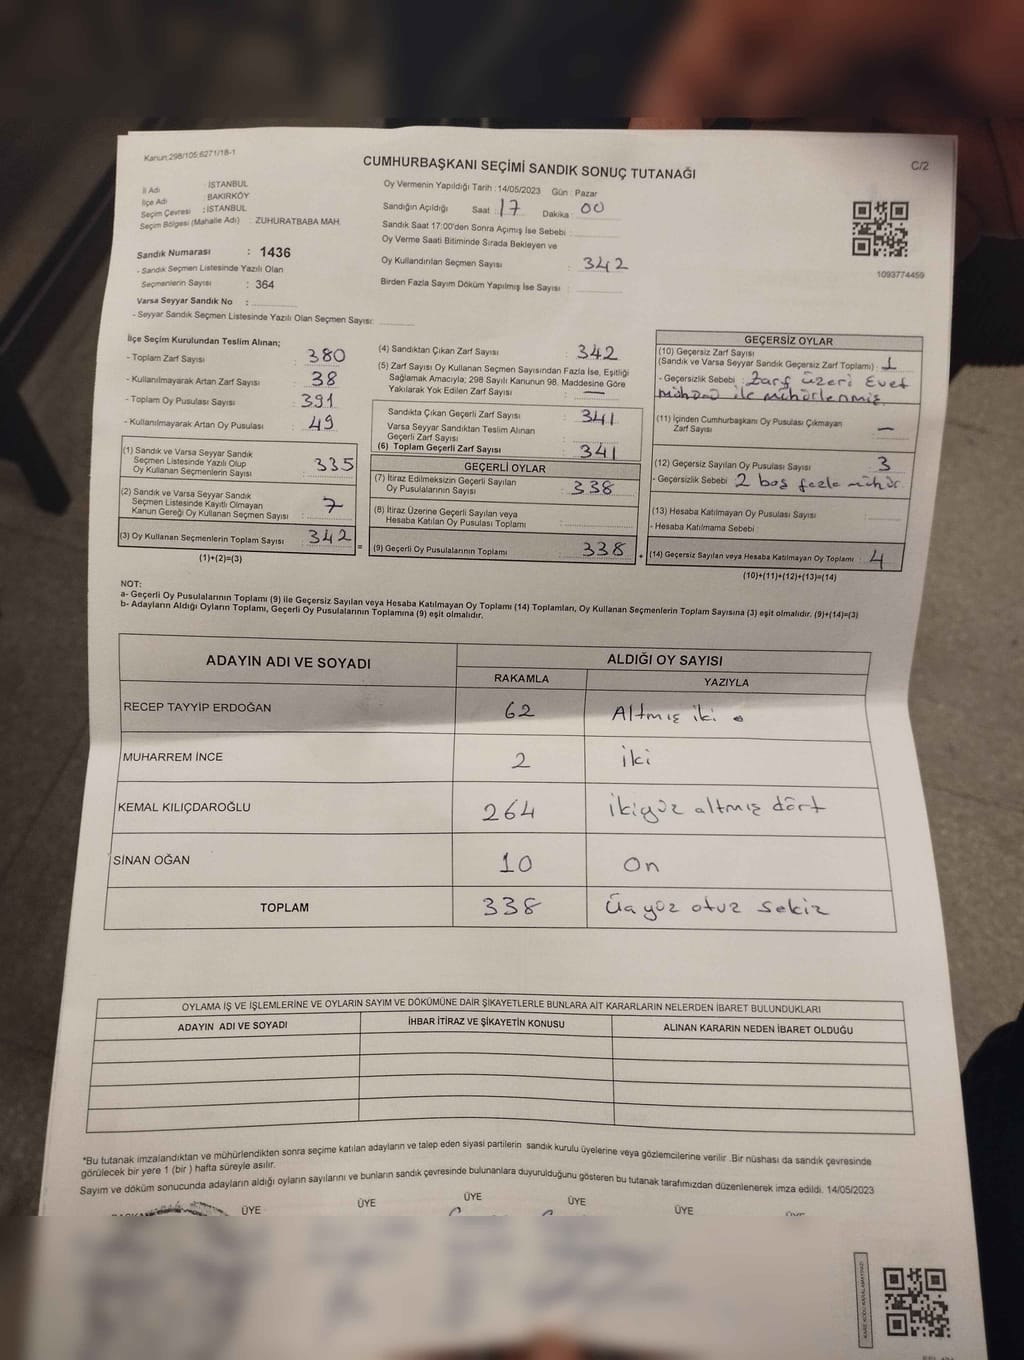 Kanun:298/105;6271/18-1
CUMHURBAŞKANI SEÇİMİ SANDIK SONUÇ TUTANAĞI
C/2
İl Adı : İSTANBUL
İlçe Adı : BAKIRKÖY
Seçim Çevresi : İSTANBUL
Seçim Bölgesi (Mahalle Adı) : ZUHURATBABA MAH.
Sandık Numarası : 1436
- Sandık Seçmen Listesinde Yazılı Olan
Seçmenlerin Sayısı : 364
Varsa Seyyar Sandık No :
- Seyyar Sandık Seçmen Listesinde Yazılı Olan Seçmen Sayısı:
Oy Vermenin Yapıldığı Tarih : 14/05/2023 Gün : Pazar
Sandığın Açıldığı Saat : 17 Dakika : 00
Sandık Saat 17:00'den Sonra Açımış İse Sebebi :
Oy Verme Saati Bitiminde Sırada Bekleyen ve
Oy Kullandırılan Seçmen Sayısı : 342
Birden Fazla Sayım Döküm Yapılmış İse Sayısı :
1093774459
İlçe Seçim Kurulundan Teslim Alınan;
- Toplam Zarf Sayısı : 380
- Kullanılmayarak Artan Zarf Sayısı : 38
- Toplam Oy Pusulası Sayısı : 391
- Kullanılmayarak Artan Oy Pusulası : 49
(1) Sandık ve Varsa Seyyar Sandık
Seçmen Listesinde Yazılı Olup
Oy Kullanan Seçmenlerin Sayısı : 335
(2) Sandık ve Varsa Seyyar Sandık
Seçmen Listesinde Kayıtlı Olmayan
Kanun Gereği Oy Kullanan Seçmen Sayısı : 7
(3) Oy Kullanan Seçmenlerin Toplam Sayısı : 342
(1)+(2)=(3)
(4) Sandıktan Çıkan Zarf Sayısı : 342
(5) Zarf Sayısı Oy Kullanan Seçmen Sayısından Fazla İse, Eşitliği
Sağlamak Amacıyla; 298 Sayılı Kanunun 98. Maddesine Göre
Yakılarak Yok Edilen Zarf Sayısı : —
Sandıkta Çıkan Geçerli Zarf Sayısı : 341
Varsa Seyyar Sandıktan Teslim Alınan
Geçerli Zarf Sayısı :
(6) Toplam Geçerli Zarf Sayısı : 341
GEÇERLİ OYLAR
(7) İtiraz Edilmeksizin Geçerli Sayılan
Oy Pusulalarının Sayısı : 338
(8) İtiraz Üzerine Geçerli Sayılan veya
Hesaba Katılan Oy Pusulası Toplamı :
= (9) Geçerli Oy Pusulalarının Toplamı : 338
GEÇERSİZ OYLAR
(10) Geçersiz Zarf Sayısı
(Sandık ve Varsa Seyyar Sandık Geçersiz Zarf Toplamı) : 1
- Geçersizlik Sebebi : Zarf üzeri Evet
mührü ile mühürlenmiş
(11) İçinden Cumhurbaşkanı Oy Pusulası Çıkmayan
Zarf Sayısı : —
(12) Geçersiz Sayılan Oy Pusulası Sayısı : 3
- Geçersizlik Sebebi : 2 boş fazla mühür.
(13) Hesaba Katılmayan Oy Pusulası Sayısı :
- Hesaba Katılmama Sebebi :
+ (14) Geçersiz Sayılan veya Hesaba Katılmayan Oy Toplamı : 4
(10)+(11)+(12)+(13)=(14)
NOT:
a- Geçerli Oy Pusulalarının Toplamı (9) ile Geçersiz Sayılan veya Hesaba Katılmayan Oy Toplamı (14) Toplamları, Oy Kullanan Seçmenlerin Toplam Sayısına (3) eşit olmalıdır. (9)+(14)=(3)
b- Adayların Aldığı Oyların Toplamı, Geçerli Oy Pusulalarının Toplamına (9) eşit olmalıdır.
ADAYIN ADI VE SOYADI ALDIĞI OY SAYISI
RAKAMLA YAZIYLA
RECEP TAYYİP ERDOĞAN 62 Altmış iki
MUHARREM İNCE 2 iki
KEMAL KILIÇDAROĞLU 264 ikiyüz altmış dört
SİNAN OĞAN 10 On
TOPLAM 338 Üçyüz otuz sekiz
OYLAMA İŞ VE İŞLEMLERİNE VE OYLARIN SAYIM VE DÖKÜMÜNE DAİR ŞİKAYETLERLE BUNLARA AİT KARARLARIN NELERDEN İBARET BULUNDUKLARI
ADAYIN ADI VE SOYADI İHBAR İTİRAZ VE ŞİKAYETİN KONUSU ALINAN KARARIN NEDEN İBARET OLDUĞU
*Bu tutanak imzalandıktan ve mühürlendikten sonra seçime katılan adayların ve talep eden siyasi partilerin sandık kurulu üyelerine veya gözlemcilerine verilir .Bir nüshası da sandık çevresinde
görülecek bir yere 1 (bir ) hafta süreyle asılır.
Sayım ve döküm sonucunda adayların aldığı oyların sayılarını ve bunların sandık çevresinde bulunanlara duyurulduğunu gösteren bu tutanak tarafımızdan düzenlenerek imza edildi. 14/05/2023
ÜYE ÜYE ÜYE ÜYE ÜYE